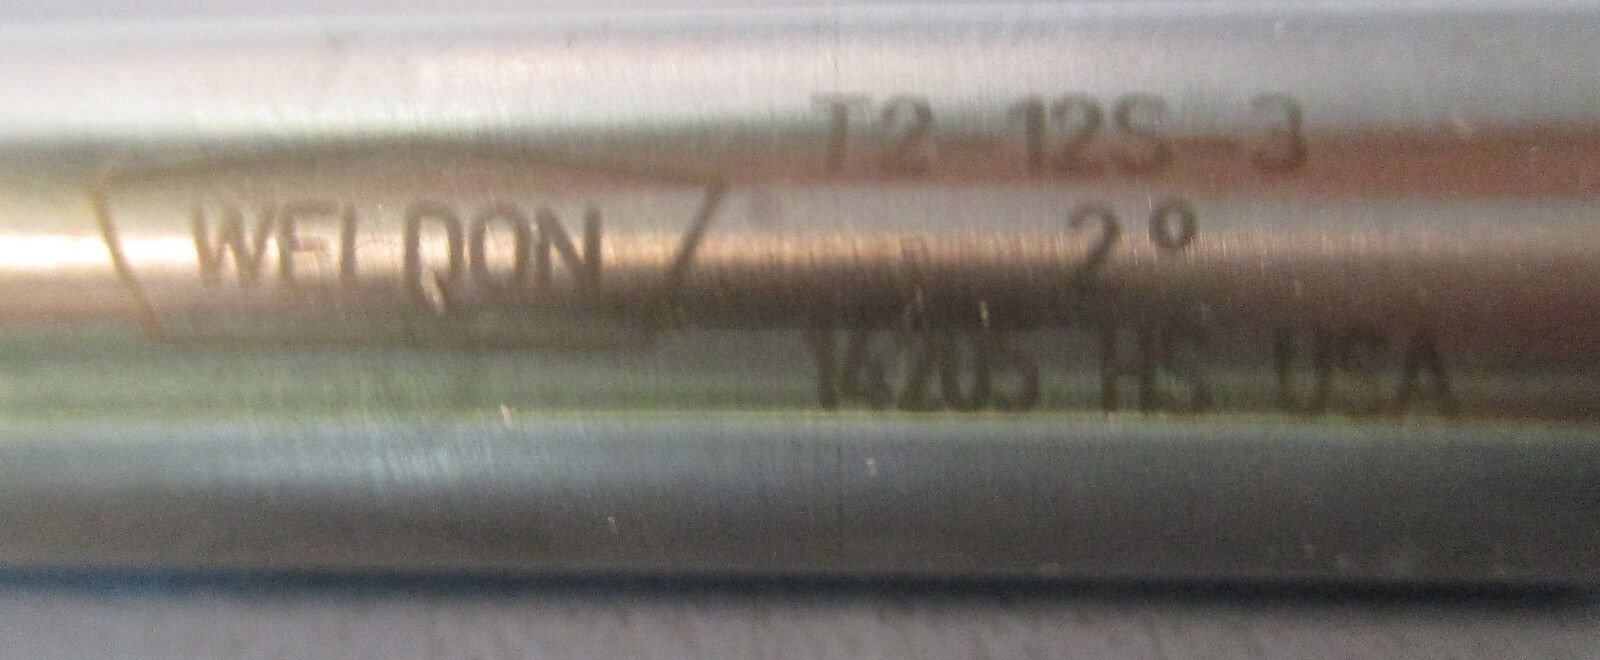 WELDON
T2-12S-3
2°
14205 HS USA